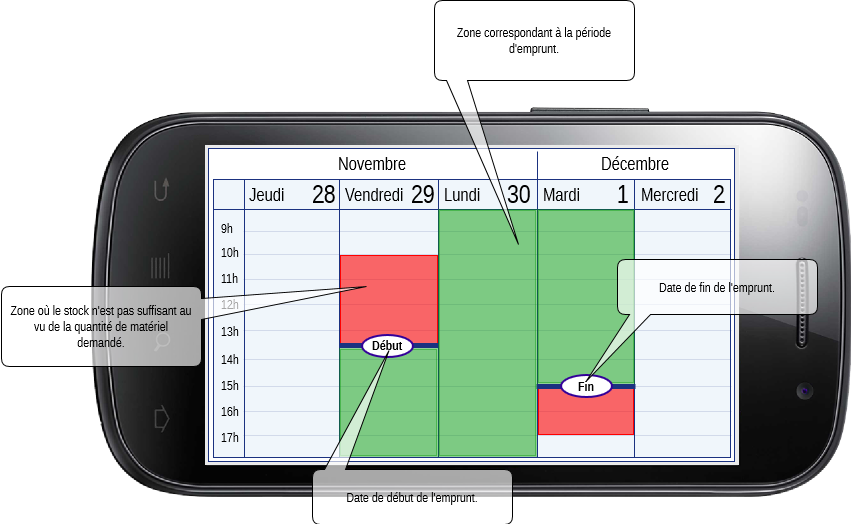 Zone correspondant à la période
d'emprunt.
Novembre
Décembre
Jeudi 28
Vendredi 29
Lundi 30
Mardi 1
Mercredi 2
9h
10h
11h
12h
13h
14h
15h
16h
17h
Zone où le stock n'est pas suffisant au
vu de la quantité de matériel
demandé.
Date de fin de l'emprunt.
Début
Fin
Date de début de l'emprunt.